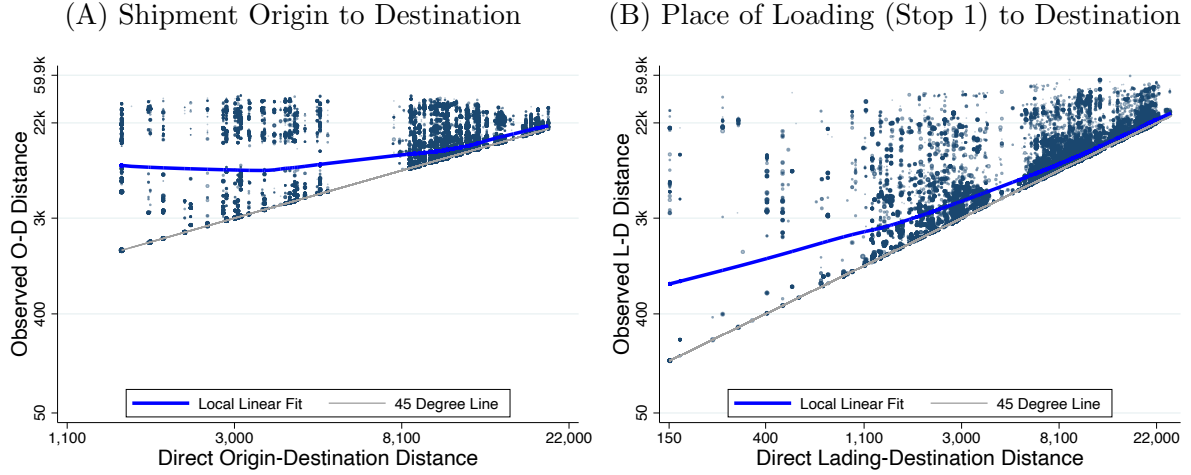 (A) Shipment Origin to Destination
Observed O-D Distance
59.9k
22k
3k
400
50
Local Linear Fit
45 Degree Line
1,100
3,000
8,100
22,000
Direct Origin-Destination Distance
(B) Place of Loading (Stop 1) to Destination
Observed L-D Distance
59.9k
22k
3k
400
50
Local Linear Fit
45 Degree Line
150
400
1,100
3,000
8,100
22,000
Direct Lading-Destination Distance